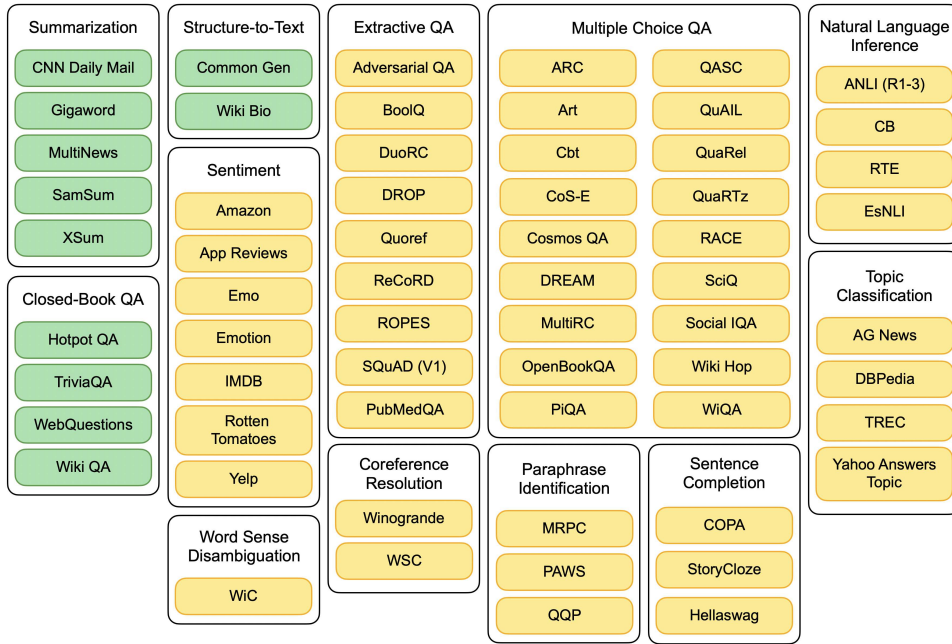 Summarization
CNN Daily Mail
Gigaword
MultiNews
SamSum
XSum
Closed-Book QA
Hotpot QA
TriviaQA
WebQuestions
Wiki QA
Structure-to-Text
Common Gen
Wiki Bio
Sentiment
Amazon
App Reviews
Emo
Emotion
IMDB
Rotten
Tomatoes
Yelp
Word Sense
Disambiguation
WiC
Extractive QA
Adversarial QA
BoolQ
DuoRC
DROP
Quoref
ReCoRD
ROPES
SQuAD (V1)
PubMedQA
Coreference
Resolution
Winogrande
WSC
Multiple Choice QA
ARC
Art
Cbt
CoS-E
Cosmos QA
DREAM
MultiRC
OpenBookQA
PiQA
QASC
QuAIL
QuaRel
QuaRTz
RACE
SciQ
Social IQA
Wiki Hop
WiQA
Paraphrase
Identification
MRPC
PAWS
QQP
Sentence
Completion
COPA
StoryCloze
Hellaswag
Natural Language
Inference
ANLI (R1-3)
CB
RTE
EsNLI
Topic
Classification
AG News
DBPedia
TREC
Yahoo Answers
Topic